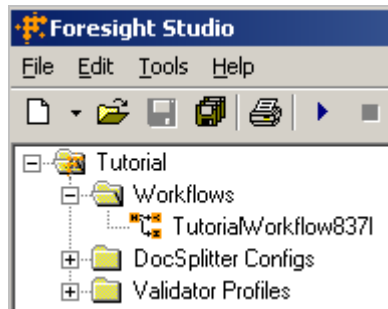 Foresight Studio
File Edit Tools Help
Tutorial
Workflows
TutorialWorkflow837I
DocSplitter Configs
Validator Profiles